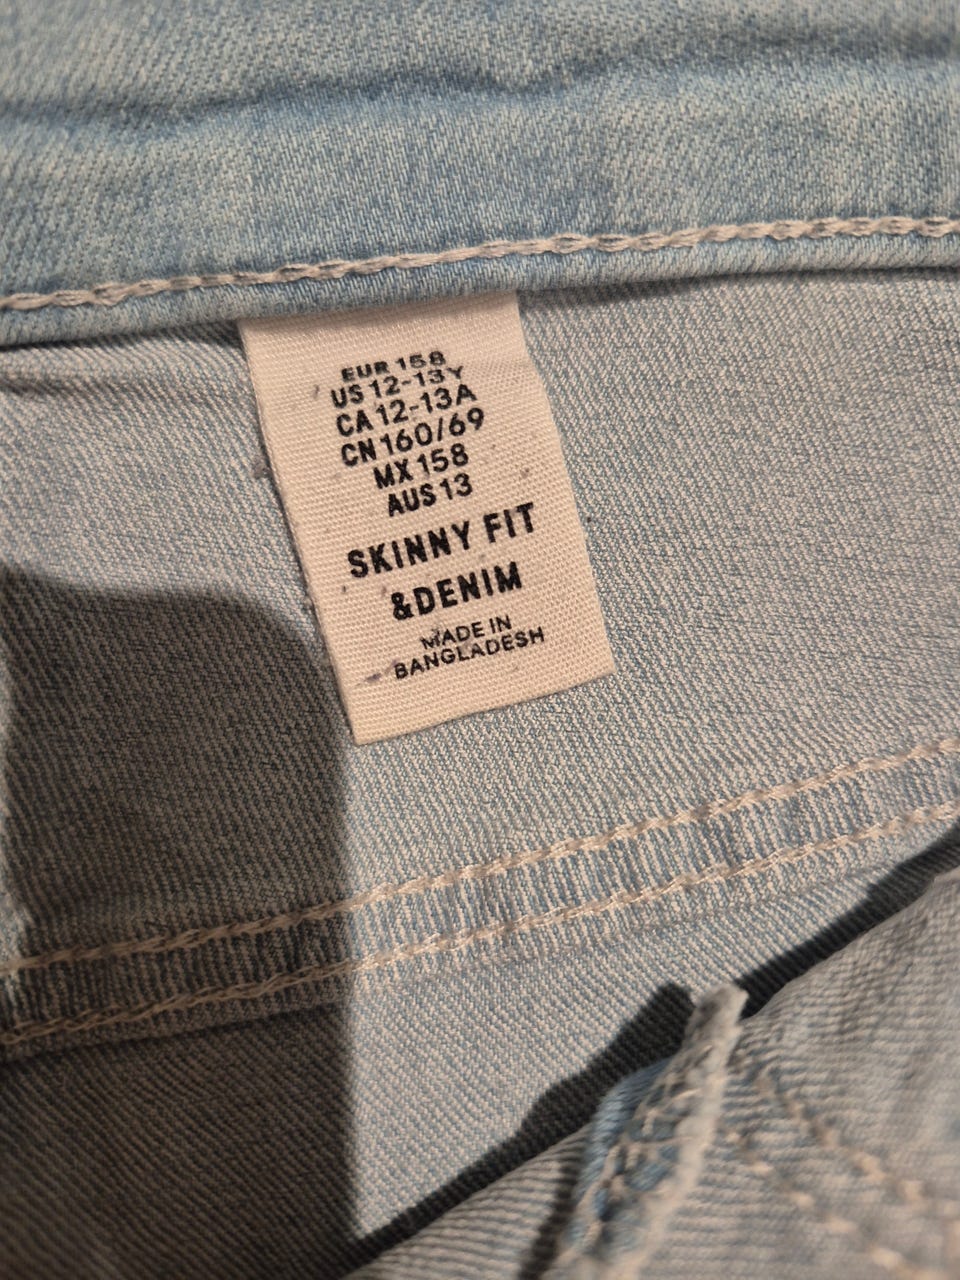 EUR 158
US 12-13Y
CA 12-13A
CN 160/69
MX 158
AUS 13
SKINNY FIT
&DENIM
MADE IN
BANGLADESH